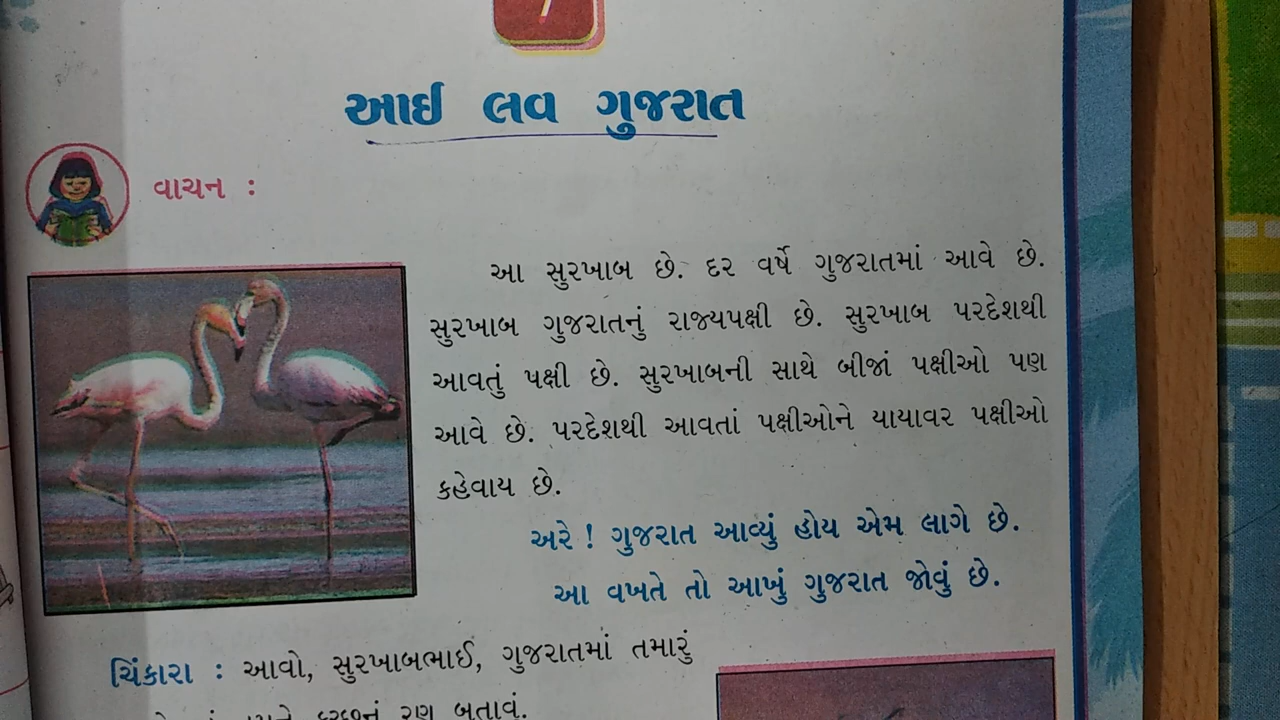 આઈ લવ ગુજરાત
વાચન :
આ સુરખાબ છે. દર વર્ષે ગુજરાતમાં આવે છે.
સુરખાબ ગુજરાતનું રાજ્યપક્ષી છે. સુરખાબ પરદેશથી
આવતું પક્ષી છે. સુરખાબની સાથે બીજાં પક્ષીઓ પણ
આવે છે. પરદેશથી આવતાં પક્ષીઓને યાયાવર પક્ષીઓ
કહેવાય છે.
અરે ! ગુજરાત આવ્યું હોય એમ લાગે છે.
આ વખતે તો આખું ગુજરાત જોવું છે.
ચિંકારા : આવો, સુરખાબભાઈ, ગુજરાતમાં તમારું
રણ બતાવું.